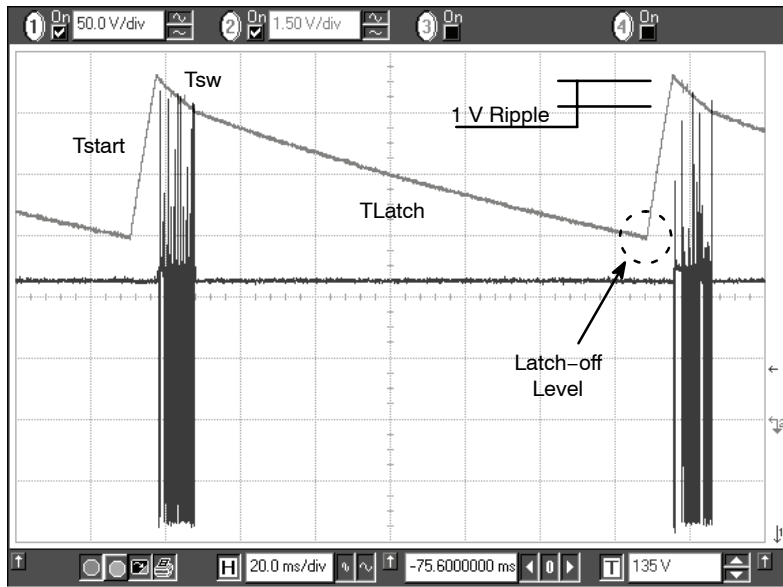 1 On 50.0 V/div 2 On 1.50 V/div 3 On 4 On
Tsw
1 V Ripple
Tstart
TLatch
Latch−off
Level
H 20.0 ms/div -75.6000000 ms 0 T 135 V